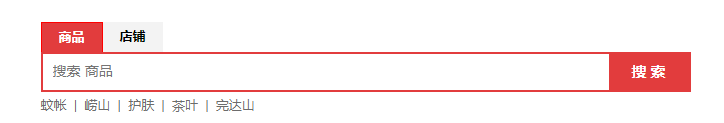 商品 店铺
搜索 商品 搜 索
蚊帐 | 崂山 | 护肤 | 茶叶 | 完达山